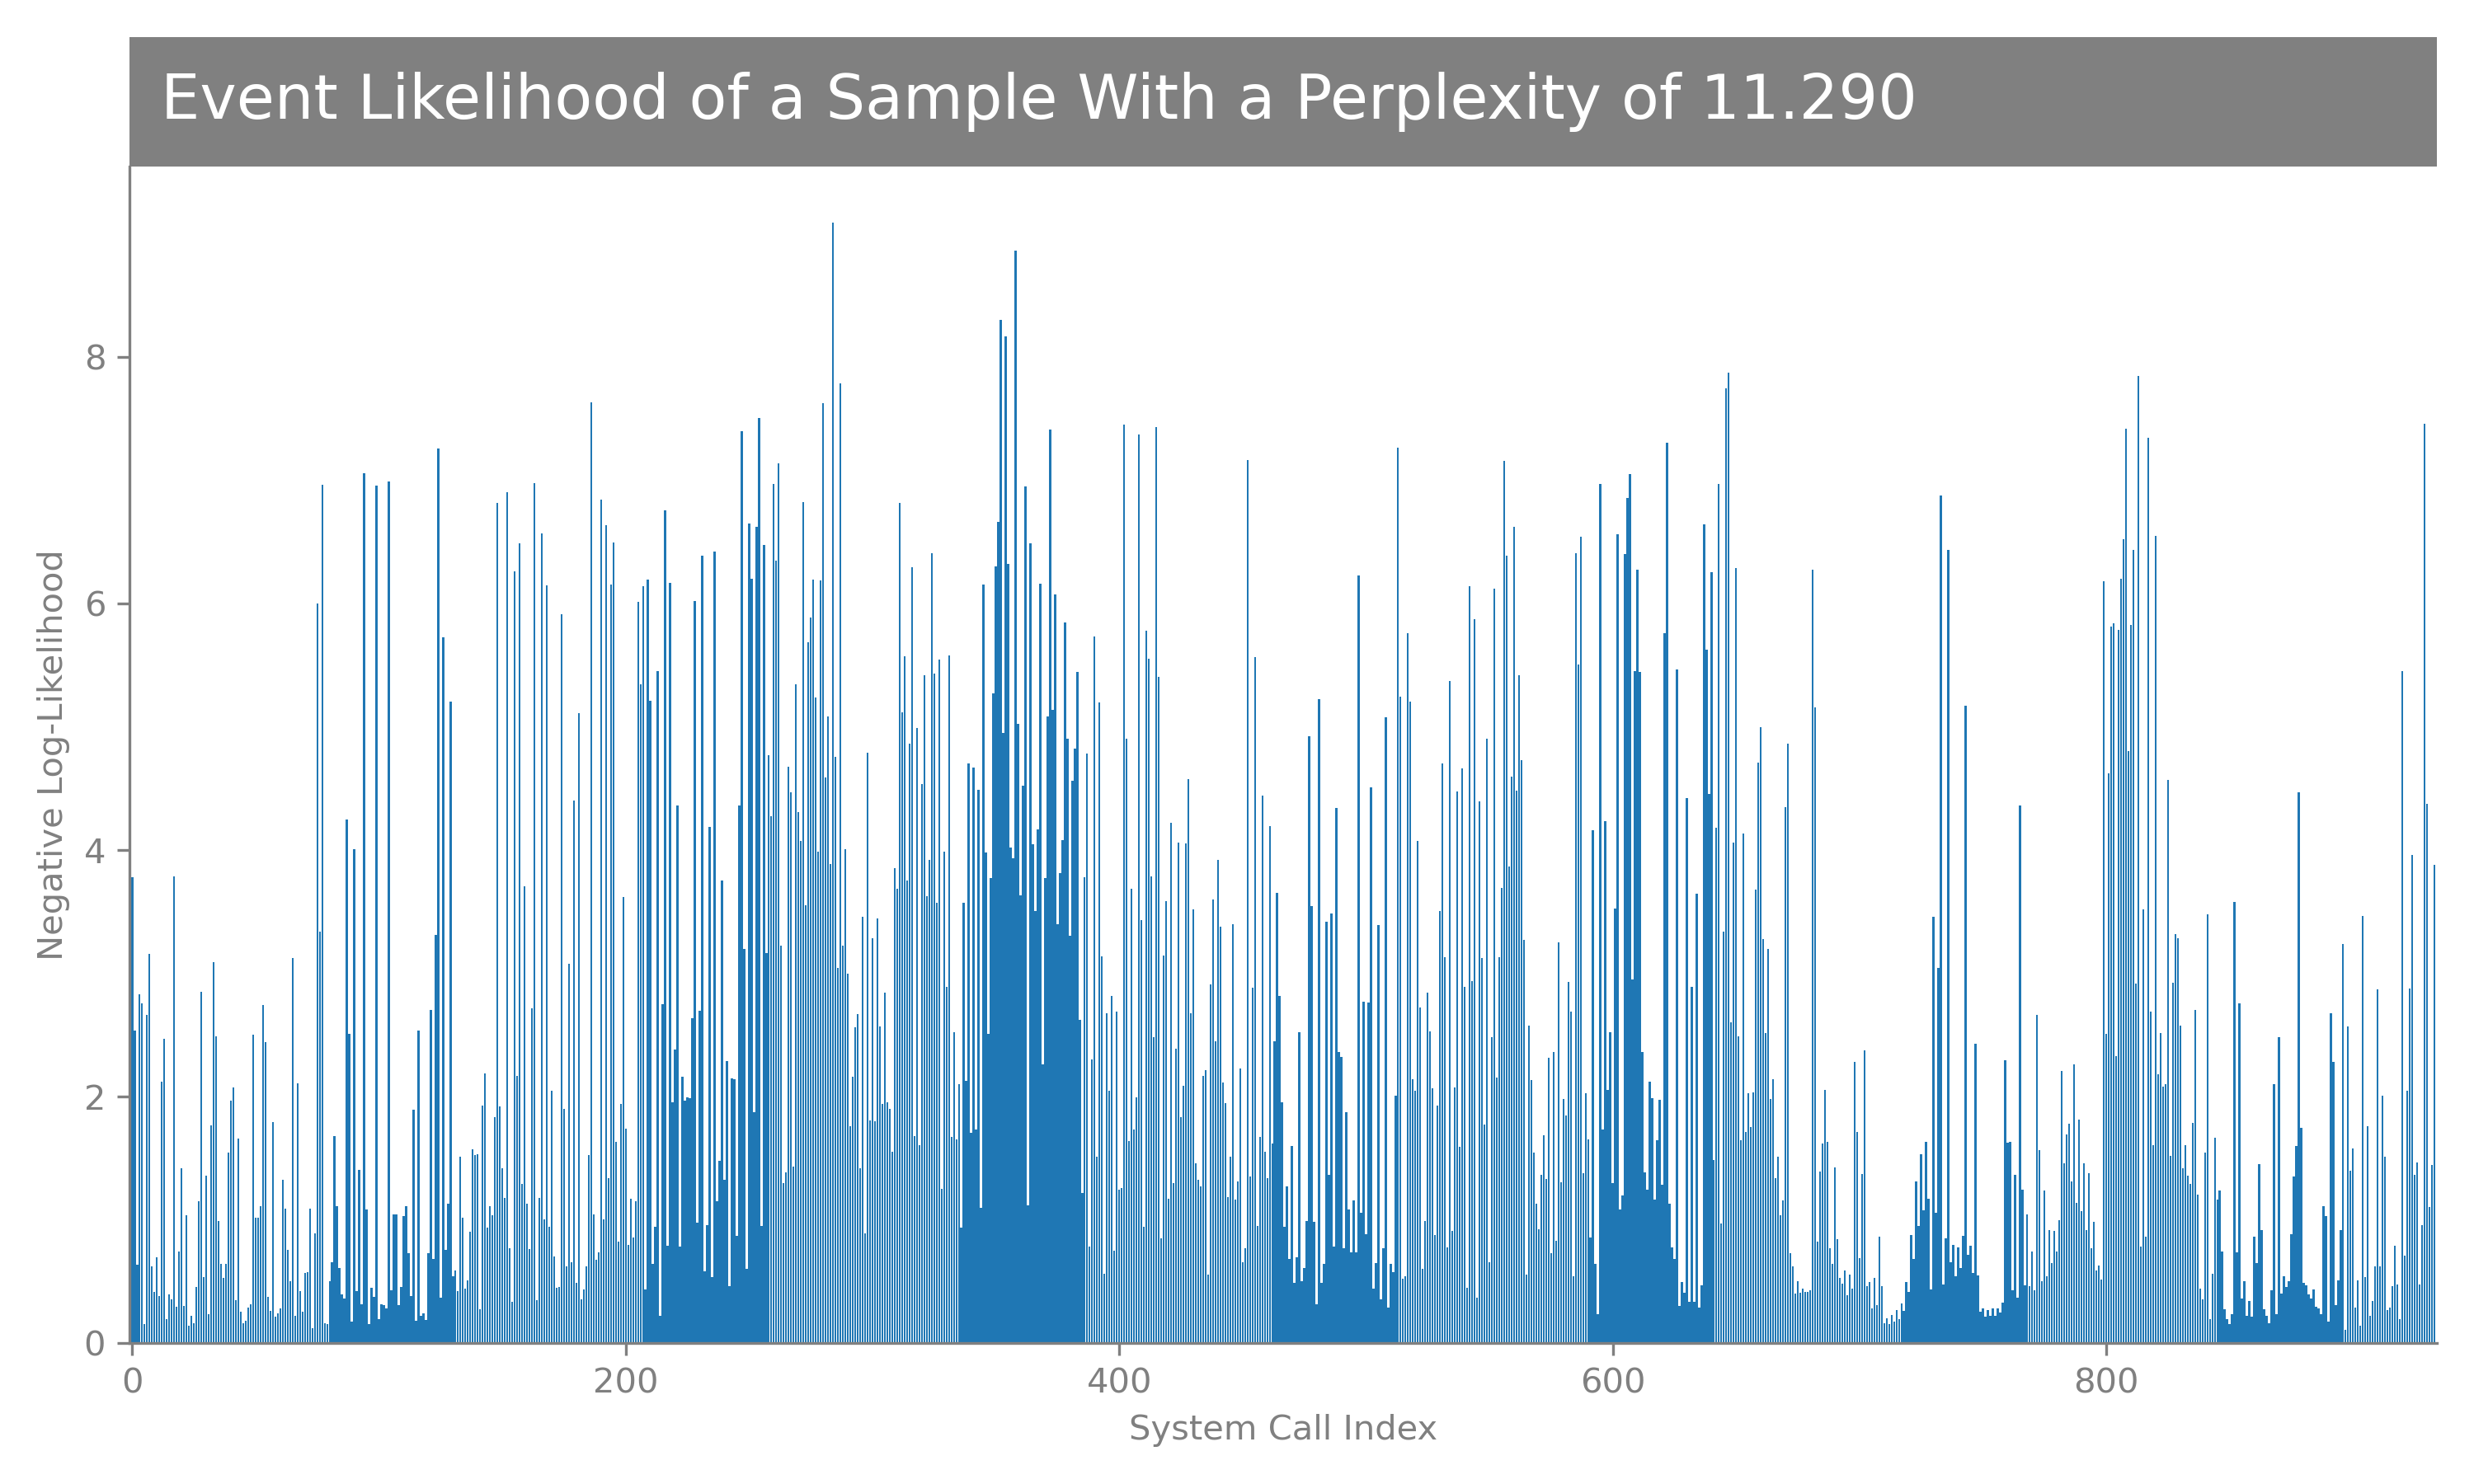 Event Likelihood of a Sample With a Perplexity of 11.290
Negative Log-Likelihood
8
6
4
2
0
0 200 400 600 800
System Call Index